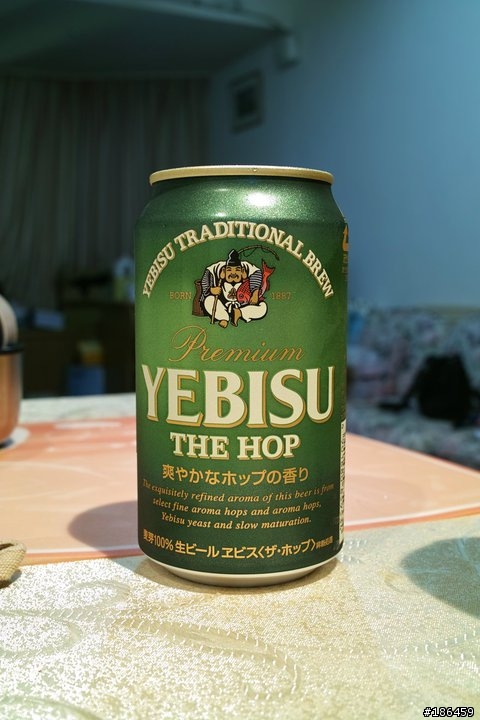 YEBISU TRADITIONAL BREW
BORN 1887
Premium
YEBISU
THE HOP
爽やかなホップの香り
The exquisitely refined aroma of this beer is from
select fine aroma hops and aroma hops,
Yebisu yeast and slow maturation.
麦芽100% 生ビール ヱビス〈ザ・ホップ〉
#186459